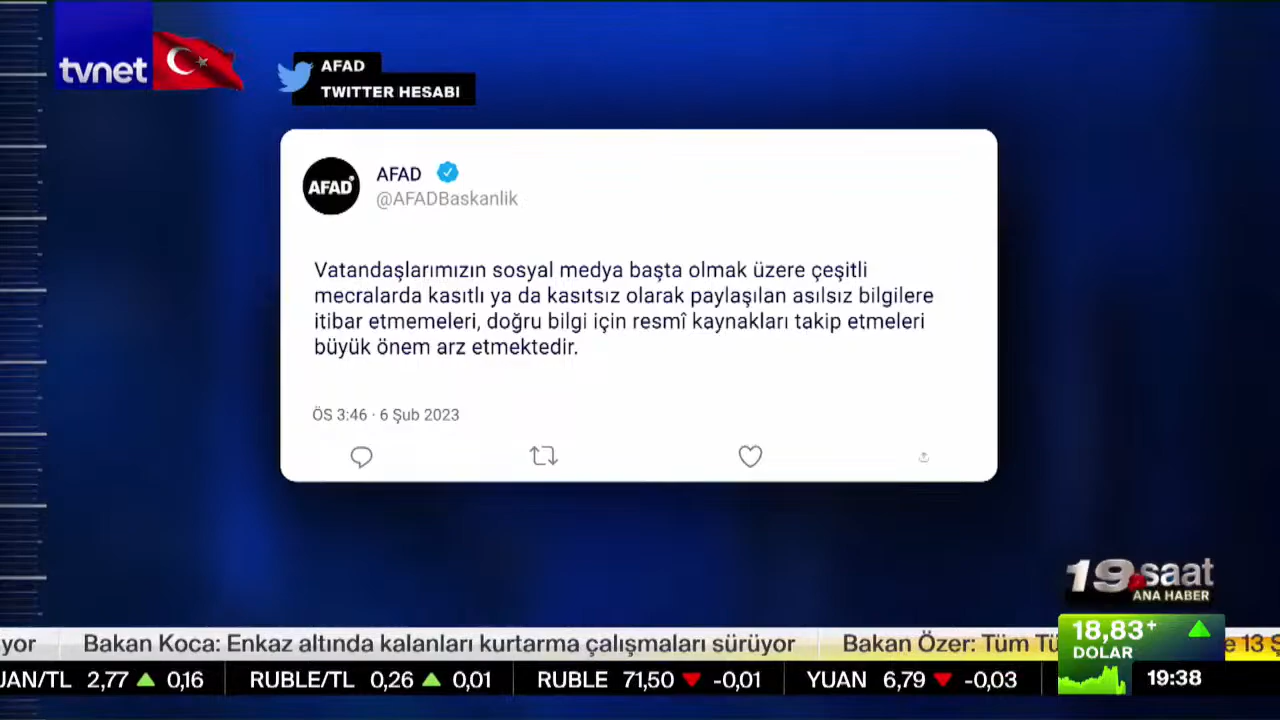 tvnet
AFAD
TWITTER HESABI
AFAD
AFAD
@AFADBaskanlik
Vatandaşlarımızın sosyal medya başta olmak üzere çeşitli
mecralarda kasıtlı ya da kasıtsız olarak paylaşılan asılsız bilgilere
itibar etmemeleri, doğru bilgi için resmî kaynakları takip etmeleri
büyük önem arz etmektedir.
ÖS 3:46 · 6 Şub 2023
19 saat
ANA HABER
yor Bakan Koca: Enkaz altında kalanları kurtarma çalışmaları sürüyor Bakan Özer: Tüm Tü e 13 Ş
18,83+
DOLAR
UAN/TL 2,77 0,16 RUBLE/TL 0,26 0,01 RUBLE 71,50 -0,01 YUAN 6,79 -0,03
19:38